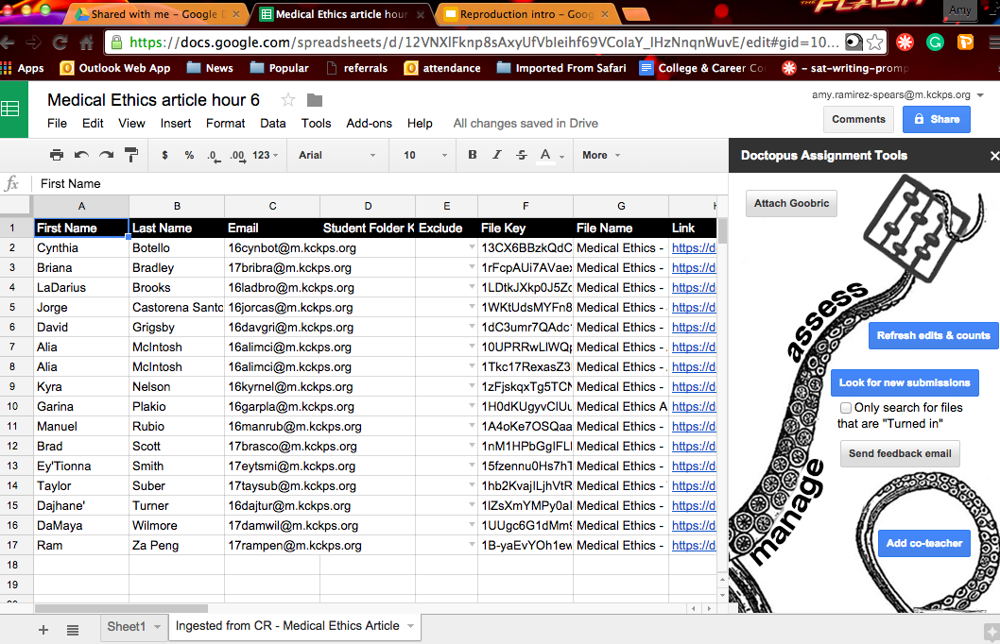 Shared with me – Google D
Medical Ethics article hour
Reproduction intro – Goog
THE FLASH
Amy
https://docs.google.com/spreadsheets/d/12VNXIFknp8sAxyUfVbleihf69VColaY_IHzNnqnWuvE/edit#gid=10...
Apps
Outlook Web App
News
Popular
referrals
attendance
Imported From Safari
College & Career Co
– sat-writing-promp
Medical Ethics article hour 6
amy.ramirez-spears@m.kckps.org
File Edit View Insert Format Data Tools Add-ons Help All changes saved in Drive
Comments
Share
$ % .0 .00 123 Arial 10 B I S A More
fx First Name
A B C D E F G H
1 First Name Last Name Email Student Folder K Exclude File Key File Name Link
2 Cynthia Botello 16cynbot@m.kckps.org 13CX6BBzkQdC Medical Ethics - https://d
3 Briana Bradley 17bribra@m.kckps.org 1rFcpAUi7AVae Medical Ethics - https://d
4 LaDarius Brooks 16ladbro@m.kckps.org 1LDtkJXkp0J5Zc Medical Ethics - https://d
5 Jorge Castorena Santo 16jorcas@m.kckps.org 1WKtUdsMYFn8 Medical Ethics - https://d
6 David Grigsby 16davgri@m.kckps.org 1dC3umr7QAdc Medical Ethics - https://d
7 Alia McIntosh 16alimci@m.kckps.org 10UPRRwLlWQ Medical Ethics - https://d
8 Alia McIntosh 16alimci@m.kckps.org 1Tkc17RexasZ3 Medical Ethics - https://d
9 Kyra Nelson 16kyrnel@m.kckps.org 1zFjskqxTg5TCN Medical Ethics - https://d
10 Garina Plakio 16garpla@m.kckps.org 1H0dKUgyvCIUu Medical Ethics A https://d
11 Manuel Rubio 16manrub@m.kckps.org 1A4oKe7OSQaa Medical Ethics - https://d
12 Brad Scott 17brasco@m.kckps.org 1nM1HPbGgIFL Medical Ethics - https://d
13 Ey'Tionna Smith 17eytsmi@m.kckps.org 15fzennu0Hs7h Medical Ethics - https://d
14 Taylor Suber 17taysub@m.kckps.org 1hb2KvajlLjhVtR Medical Ethics - https://d
15 Dajhane' Turner 16dajtur@m.kckps.org 1lZsXmYMPy0a Medical Ethics - https://d
16 DaMaya Wilmore 17damwil@m.kckps.org 1UUgc6G1dMm Medical Ethics - https://d
17 Ram Za Peng 17rampen@m.kckps.org 1B-yaEvYOh1ew Medical Ethics - https://d
18
19
Sheet1
Ingested from CR - Medical Ethics Article
Doctopus Assignment Tools
Attach Goobric
assess
Refresh edits & counts
Look for new submissions
Only search for files
that are "Turned in"
Send feedback email
manage
Add co-teacher